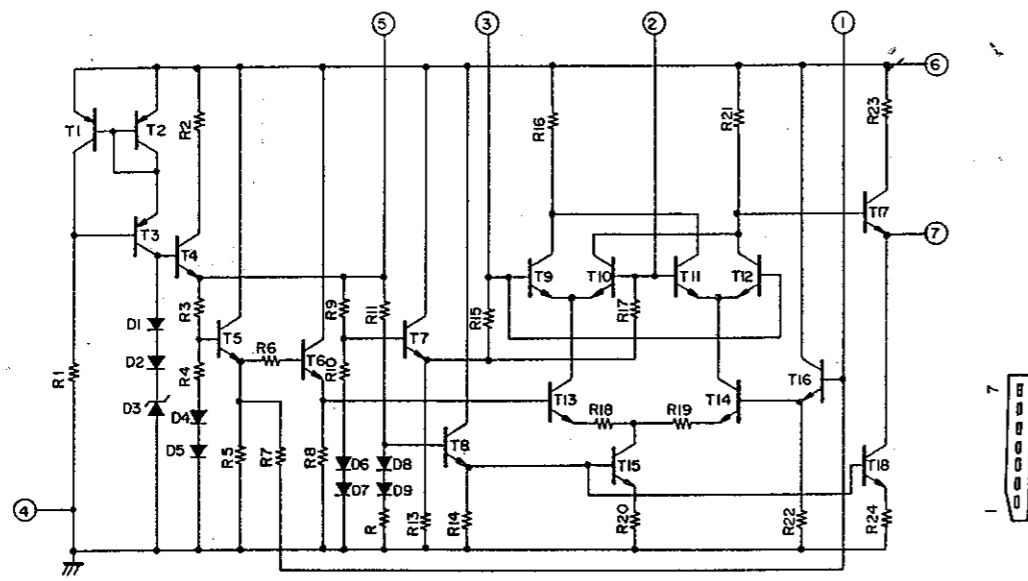 5 3 2 1
6
T1 T2 R2 R16 R21 R23
T3 T4 T17
7
T9 T10 T11 T12
R3 R9 R11 R15 R17
D1 T5 T7
D2 R6 T6 R10 T16
R1 R4 T13 R18 R19 T14 7
D3 D4 T8
D5 R5 R7 R8 D6 D8 T15 T18
4 D7 D9
R R13 R14 R20 R22 R24 1